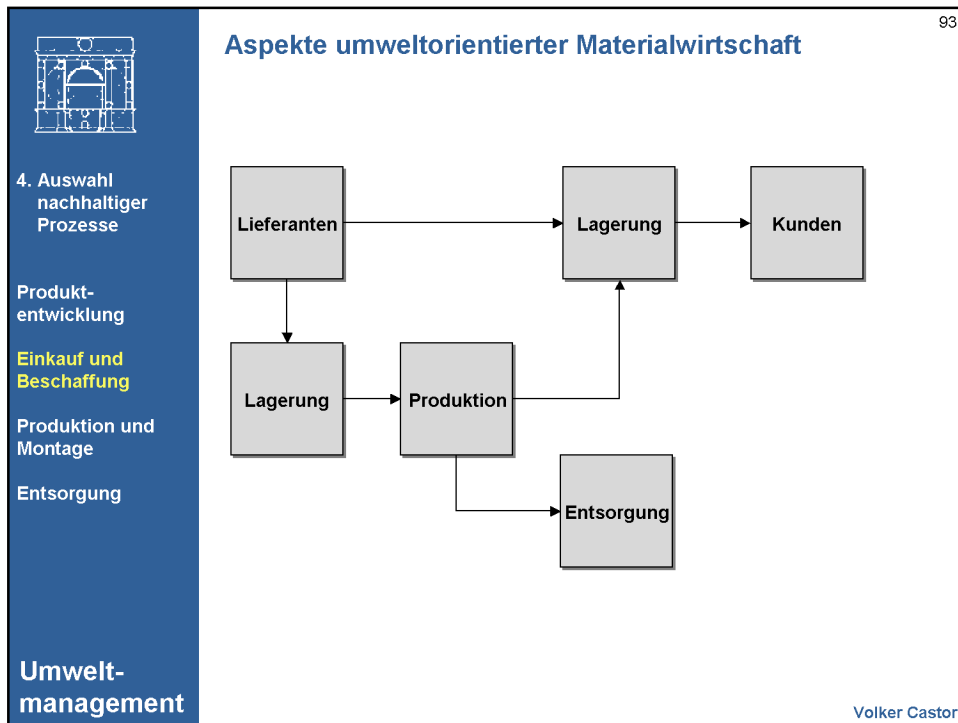 93
Aspekte umweltorientierter Materialwirtschaft
4. Auswahl
nachhaltiger
Prozesse
Produkt-
entwicklung
Einkauf und
Beschaffung
Produktion und
Montage
Entsorgung
Umwelt-
management
Lieferanten
Lagerung
Kunden
Lagerung
Produktion
Entsorgung
Volker Castor